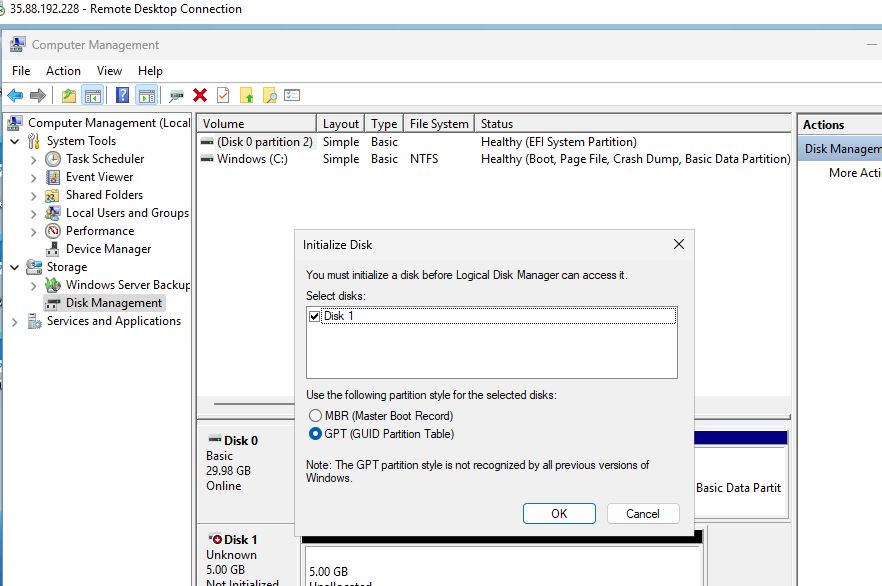 35.88.192.228 - Remote Desktop Connection
Computer Management
File Action View Help
Computer Management (Local
System Tools
Task Scheduler
Event Viewer
Shared Folders
Local Users and Groups
Performance
Device Manager
Storage
Windows Server Backup
Disk Management
Services and Applications
Volume Layout Type File System Status
(Disk 0 partition 2) Simple Basic Healthy (EFI System Partition)
Windows (C:) Simple Basic NTFS Healthy (Boot, Page File, Crash Dump, Basic Data Partition)
Actions
Disk Managem
More Acti
Initialize Disk
You must initialize a disk before Logical Disk Manager can access it.
Select disks:
Disk 1
Use the following partition style for the selected disks:
MBR (Master Boot Record)
GPT (GUID Partition Table)
Note: The GPT partition style is not recognized by all previous versions of
Windows.
OK Cancel
Disk 0
Basic
29.98 GB
Online
Basic Data Partit
Disk 1
Unknown
5.00 GB
Not Initialized
5.00 GB
Unallocated